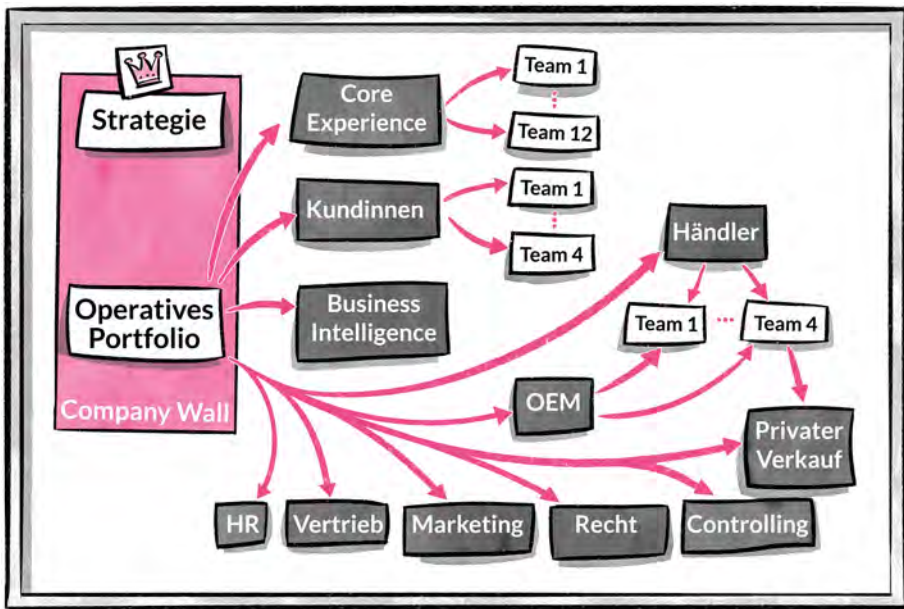 Strategie
Operatives
Portfolio
Company Wall
Core
Experience
Team 1
Team 12
Kundinnen
Team 1
Team 4
Business
Intelligence
Händler
Team 1
Team 4
OEM
Privater
Verkauf
HR
Vertrieb
Marketing
Recht
Controlling